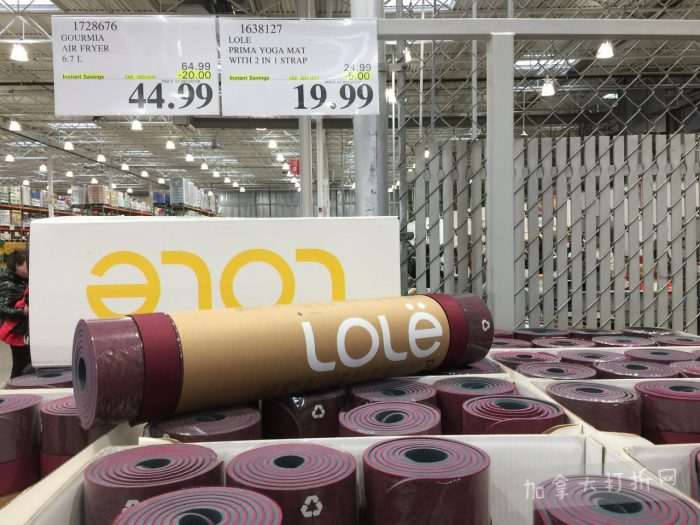 1728676
GOURMIA
AIR FRYER
6.7 L
64.99
Instant Savings
-20.00
44.99
1638127
LOLE
PRIMA YOGA MAT
WITH 2 IN 1 STRAP
24.99
Instant Savings
-5.00
19.99
LOLE
LOLË
加拿大打折网